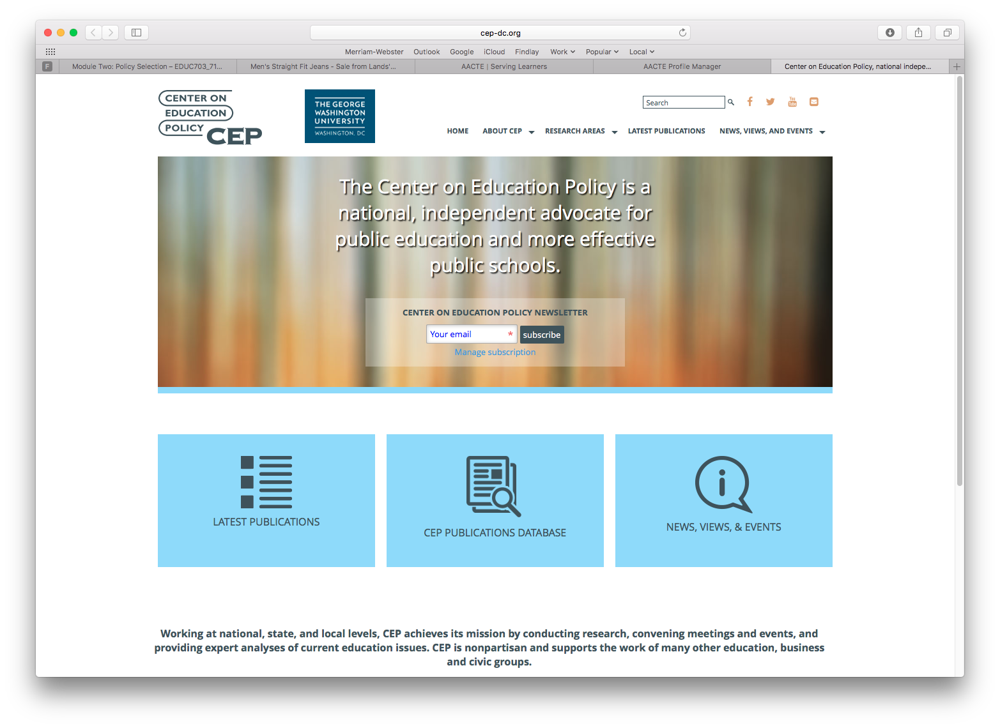 cep-dc.org
Merriam-Webster Outlook Google iCloud Findlay Work Popular Local
F Module Two: Policy Selection – EDUC703_71... Men's Straight Fit Jeans - Sale from Lands'... AACTE | Serving Learners AACTE Profile Manager Center on Education Policy, national indepe...
CENTER ON
EDUCATION
POLICY CEP
THE GEORGE
WASHINGTON
UNIVERSITY
WASHINGTON, DC
Search
You
Tube
HOME ABOUT CEP RESEARCH AREAS LATEST PUBLICATIONS NEWS, VIEWS, AND EVENTS
The Center on Education Policy is a
national, independent advocate for
public education and more effective
public schools.
CENTER ON EDUCATION POLICY NEWSLETTER
Your email * subscribe
Manage subscription
LATEST PUBLICATIONS
CEP PUBLICATIONS DATABASE
NEWS, VIEWS, & EVENTS
Working at national, state, and local levels, CEP achieves its mission by conducting research, convening meetings and events, and
providing expert analyses of current education issues. CEP is nonpartisan and supports the work of many other education, business
and civic groups.